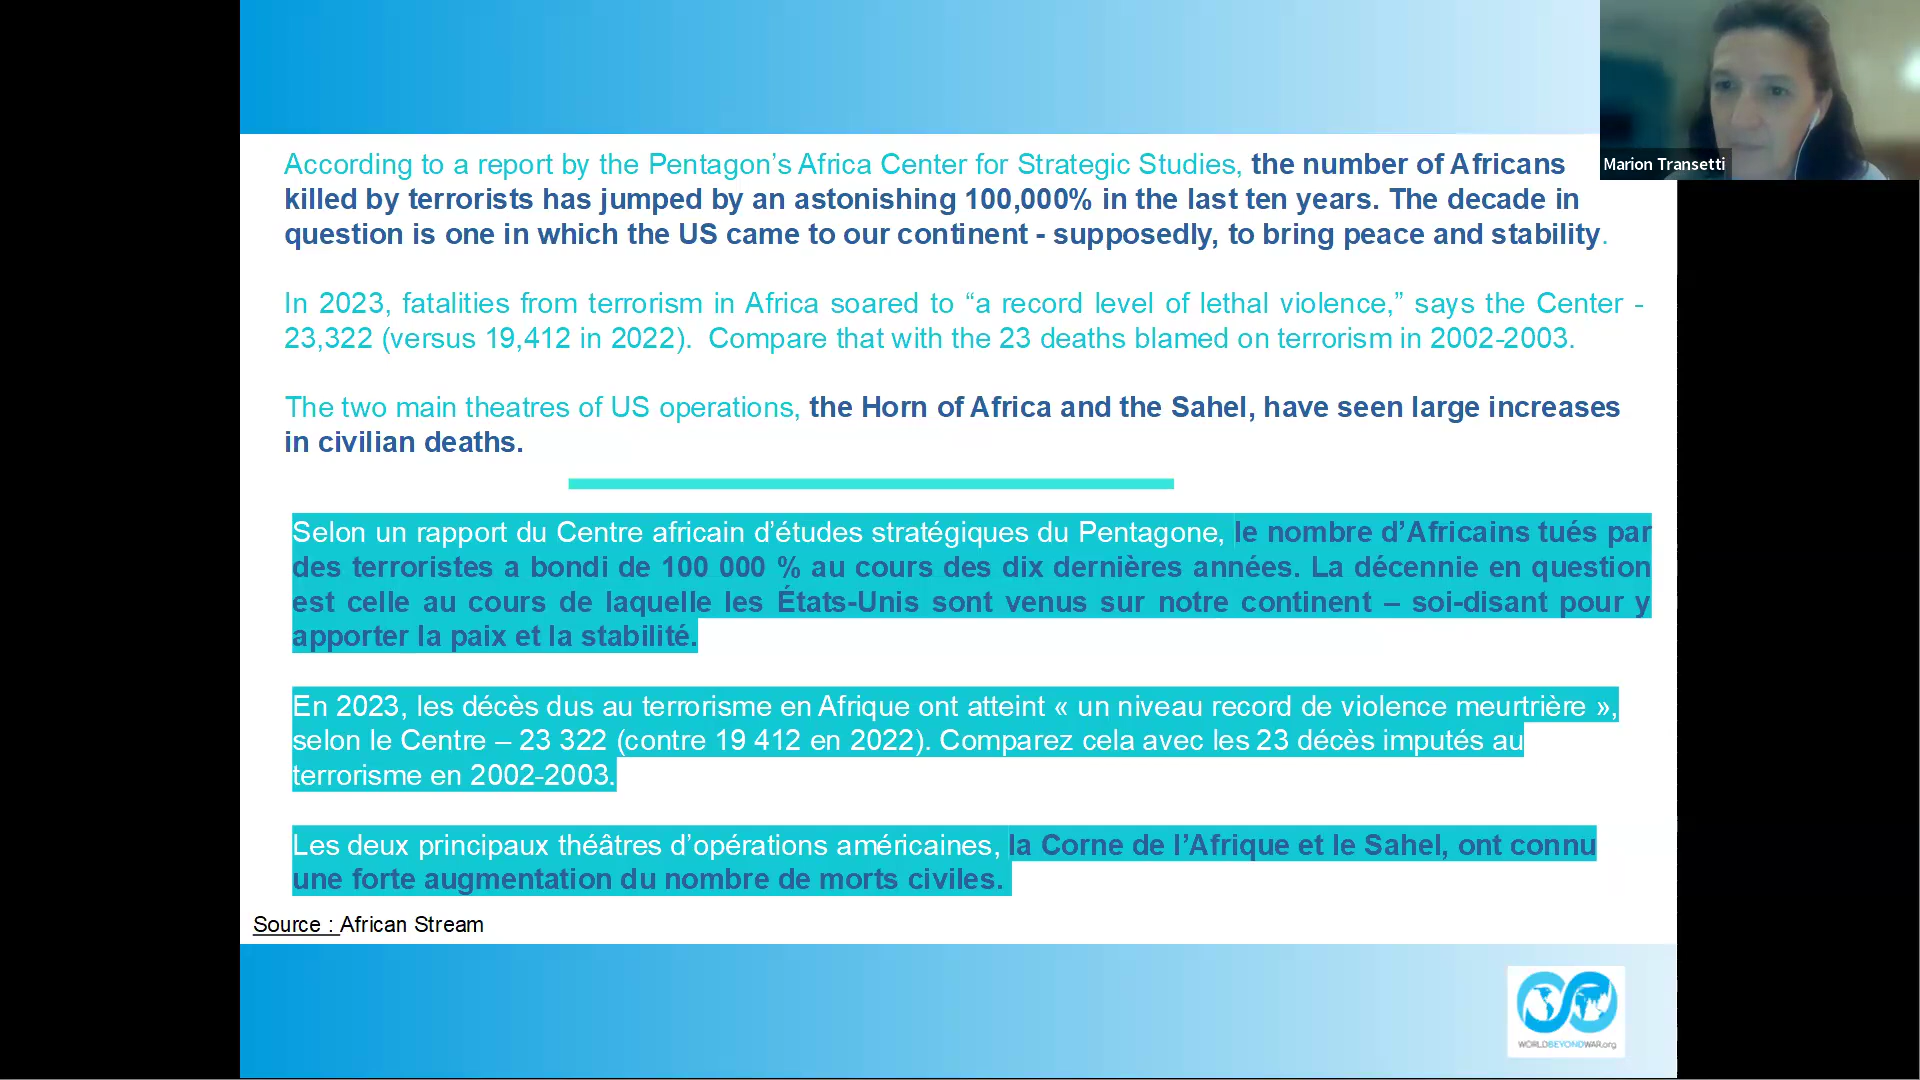 Marion Transetti
According to a report by the Pentagon’s Africa Center for Strategic Studies, the number of Africans
killed by terrorists has jumped by an astonishing 100,000% in the last ten years. The decade in
question is one in which the US came to our continent - supposedly, to bring peace and stability.
In 2023, fatalities from terrorism in Africa soared to “a record level of lethal violence,” says the Center -
23,322 (versus 19,412 in 2022). Compare that with the 23 deaths blamed on terrorism in 2002-2003.
The two main theatres of US operations, the Horn of Africa and the Sahel, have seen large increases
in civilian deaths.
Selon un rapport du Centre africain d’études stratégiques du Pentagone, le nombre d’Africains tués par
des terroristes a bondi de 100 000 % au cours des dix dernières années. La décennie en question
est celle au cours de laquelle les États-Unis sont venus sur notre continent – soi-disant pour y
apporter la paix et la stabilité.
En 2023, les décès dus au terrorisme en Afrique ont atteint « un niveau record de violence meurtrière »,
selon le Centre – 23 322 (contre 19 412 en 2022). Comparez cela avec les 23 décès imputés au
terrorisme en 2002-2003.
Les deux principaux théâtres d’opérations américaines, la Corne de l’Afrique et le Sahel, ont connu
une forte augmentation du nombre de morts civiles.
Source : African Stream
WORLDBEYONDWAR.org